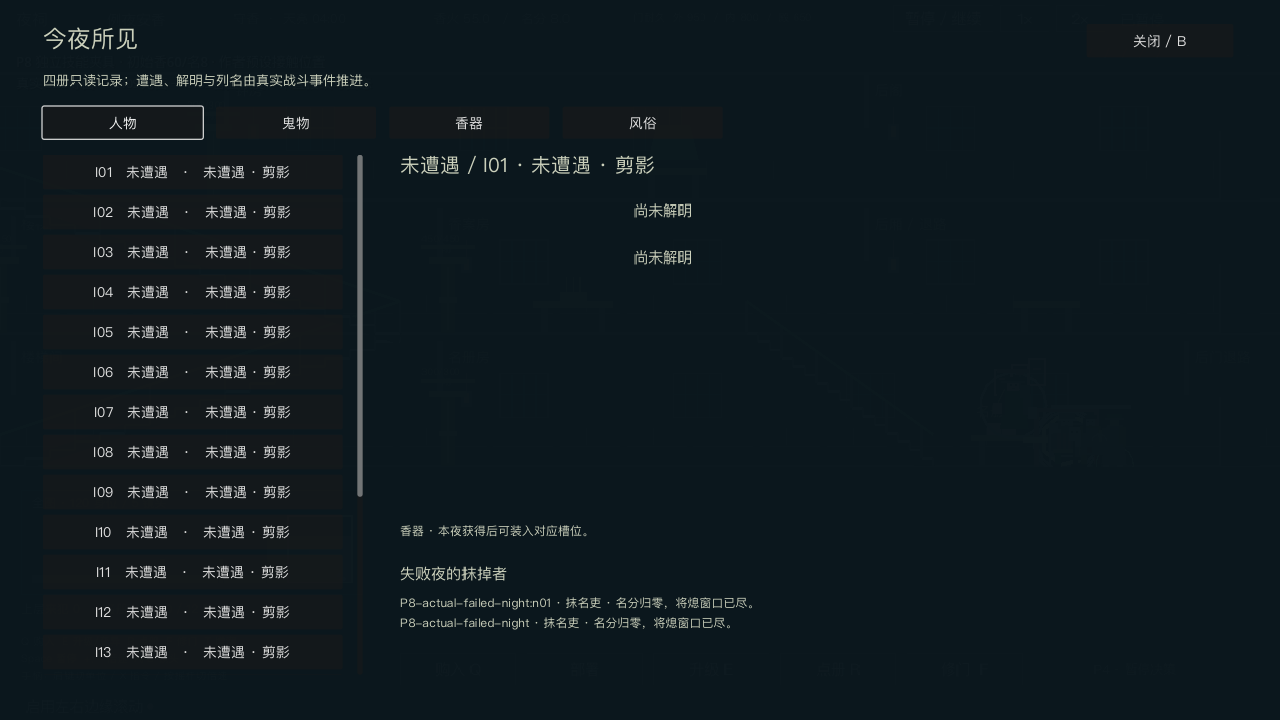 今夜所见
关闭 / B
四册只读记录；遭遇、解明与列名由真实战斗事件推进。
人物
鬼物
香器
风俗
I01 未遭遇 · 未遭遇 · 剪影
I02 未遭遇 · 未遭遇 · 剪影
I03 未遭遇 · 未遭遇 · 剪影
I04 未遭遇 · 未遭遇 · 剪影
I05 未遭遇 · 未遭遇 · 剪影
I06 未遭遇 · 未遭遇 · 剪影
I07 未遭遇 · 未遭遇 · 剪影
I08 未遭遇 · 未遭遇 · 剪影
I09 未遭遇 · 未遭遇 · 剪影
I10 未遭遇 · 未遭遇 · 剪影
I11 未遭遇 · 未遭遇 · 剪影
I12 未遭遇 · 未遭遇 · 剪影
I13 未遭遇 · 未遭遇 · 剪影
未遭遇 / I01 · 未遭遇 · 剪影
尚未解明
尚未解明
香器 · 本夜获得后可装入对应槽位。
失败夜的抹掉者
P8-actual-failed-night:n01 · 抹名吏 · 名分归零，将熄窗口已尽。
P8-actual-failed-night · 抹名吏 · 名分归零，将熄窗口已尽。